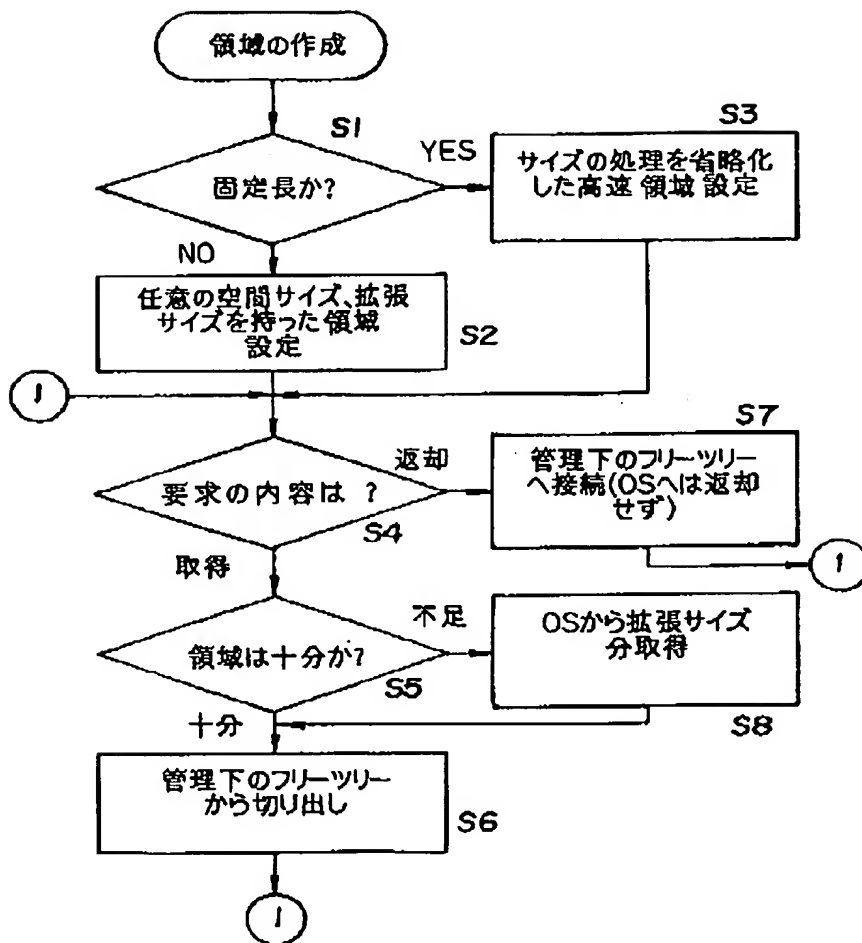 領域の作成
S1
固定長か?
YES
S3
サイズの処理を省略化
した高速領域設定
NO
任意の空間サイズ、拡張
サイズを持った領域
設定
S2
1
要求の内容は?
返却
S4
S7
管理下のフリーツリー
へ接続(OSへは返却
せず)
1
取得
領域は十分か?
不足
S5
OSから拡張サイズ
分取得
S8
十分
管理下のフリーツリー
から切り出し
S6
1